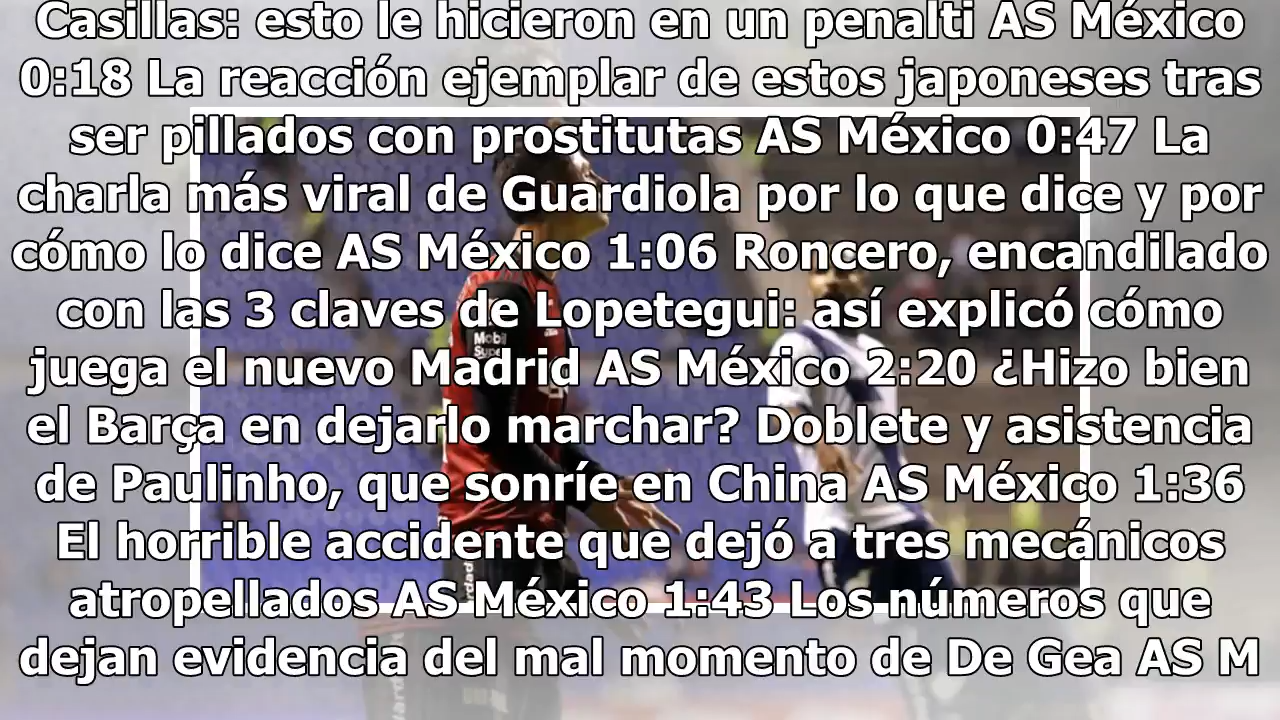 Casillas: esto le hicieron en un penalti AS México
0:18 La reacción ejemplar de estos japoneses tras
ser pillados con prostitutas AS México 0:47 La
charla más viral de Guardiola por lo que dice y por
cómo lo dice AS México 1:06 Roncero, encandilado
con las 3 claves de Lopetegui: así explicó cómo
juega el nuevo Madrid AS México 2:20 ¿Hizo bien
el Barça en dejarlo marchar? Doblete y asistencia
de Paulinho, que sonríe en China AS México 1:36
El horrible accidente que dejó a tres mecánicos
atropellados AS México 1:43 Los números que
dejan evidencia del mal momento de De Gea AS M
Mobil
Super